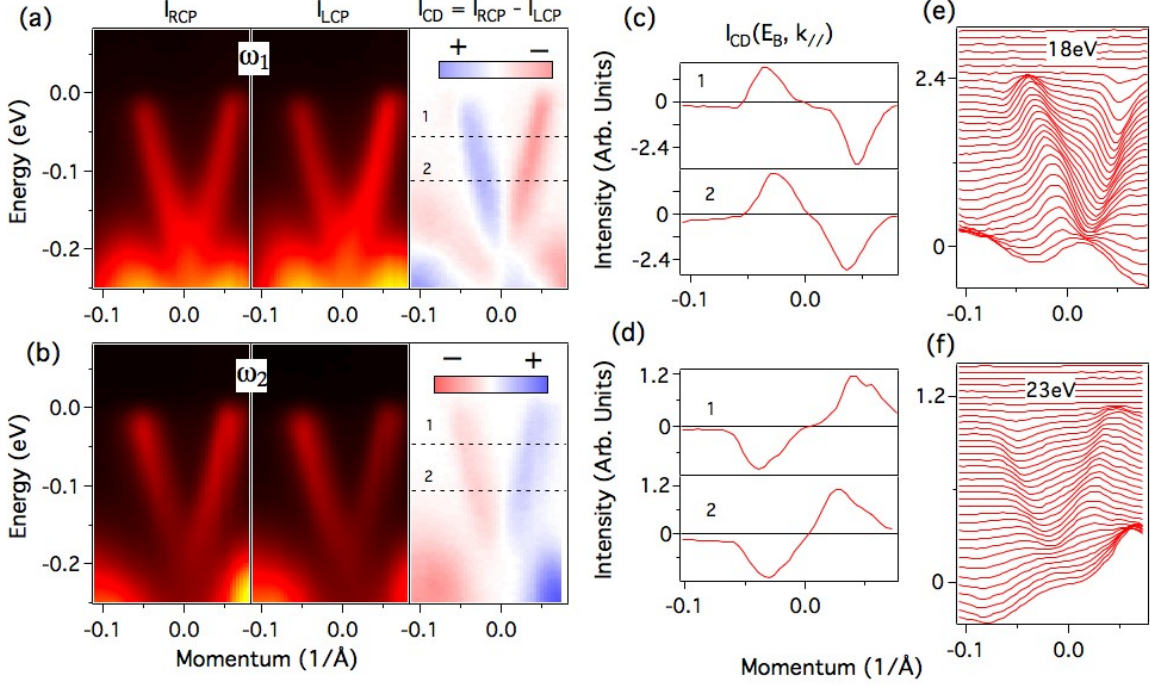 (a)
I_RCP
I_LCP
I_CD = I_RCP - I_LCP
ω₁
+
−
1
2
Energy (eV)
0.0
-0.1
-0.2
-0.1
0.0
-0.1
0.0
-0.1
0.0
(b)
ω₂
−
+
1
2
Energy (eV)
0.0
-0.1
-0.2
-0.1
0.0
-0.1
0.0
-0.1
0.0
Momentum (1/Å)
(c)
I_CD(E_B, k_//)
1
0
-2.4
2
0
-2.4
Intensity (Arb. Units)
-0.1
0.0
(d)
1.2
1
0
1.2
2
0
Intensity (Arb. Units)
-0.1
0.0
(e)
18eV
2.4
0
-0.1
0.0
(f)
23eV
1.2
0
-0.1
0.0
Momentum (1/Å)